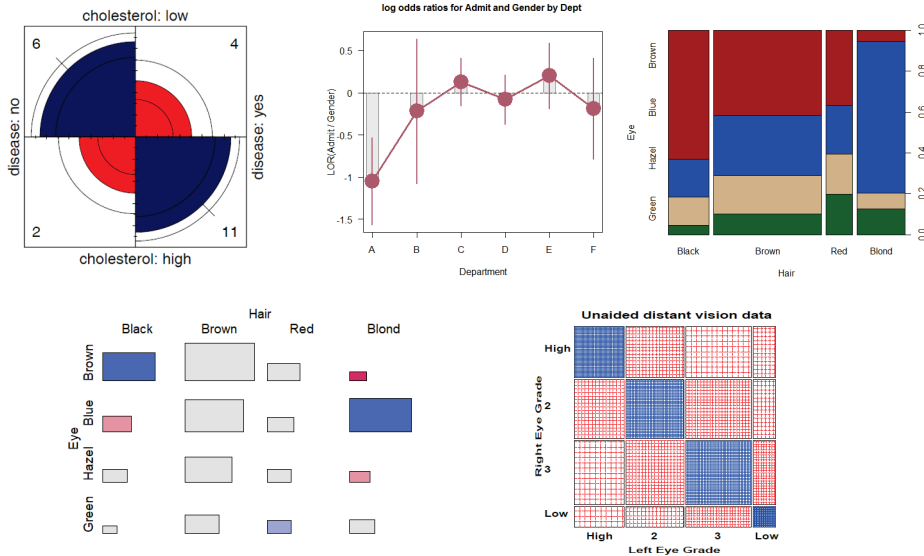 cholesterol: low
6
4
disease: no
disease: yes
2
11
cholesterol: high
log odds ratios for Admit and Gender by Dept
LOR(Admit / Gender)
0.5
0
-0.5
-1
-1.5
A B C D E F
Department
Eye
Brown
Blue
Hazel
Green
Black Brown Red Blond
Hair
1.0
0.8
0.6
0.4
0.2
0.0
Hair
Black Brown Red Blond
Eye
Brown
Blue
Hazel
Green
Unaided distant vision data
Right Eye Grade
High
2
3
Low
High 2 3 Low
Left Eye Grade